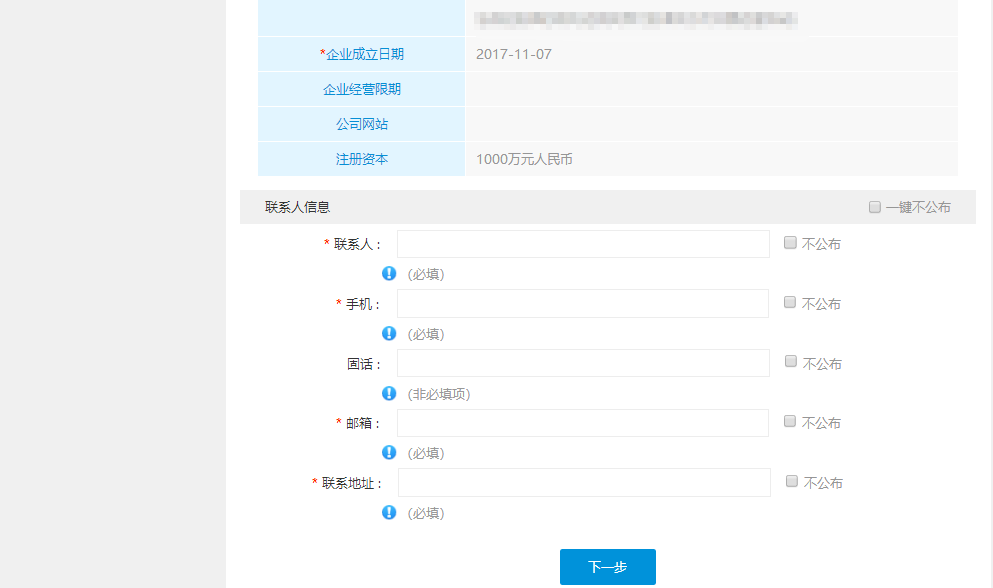 *企业成立日期 2017-11-07
企业经营限期
公司网站
注册资本 1000万元人民币
联系人信息 一键不公布
* 联系人： 不公布
(必填)
* 手机： 不公布
(必填)
固话： 不公布
(非必填项)
* 邮箱： 不公布
(必填)
* 联系地址： 不公布
(必填)
下一步